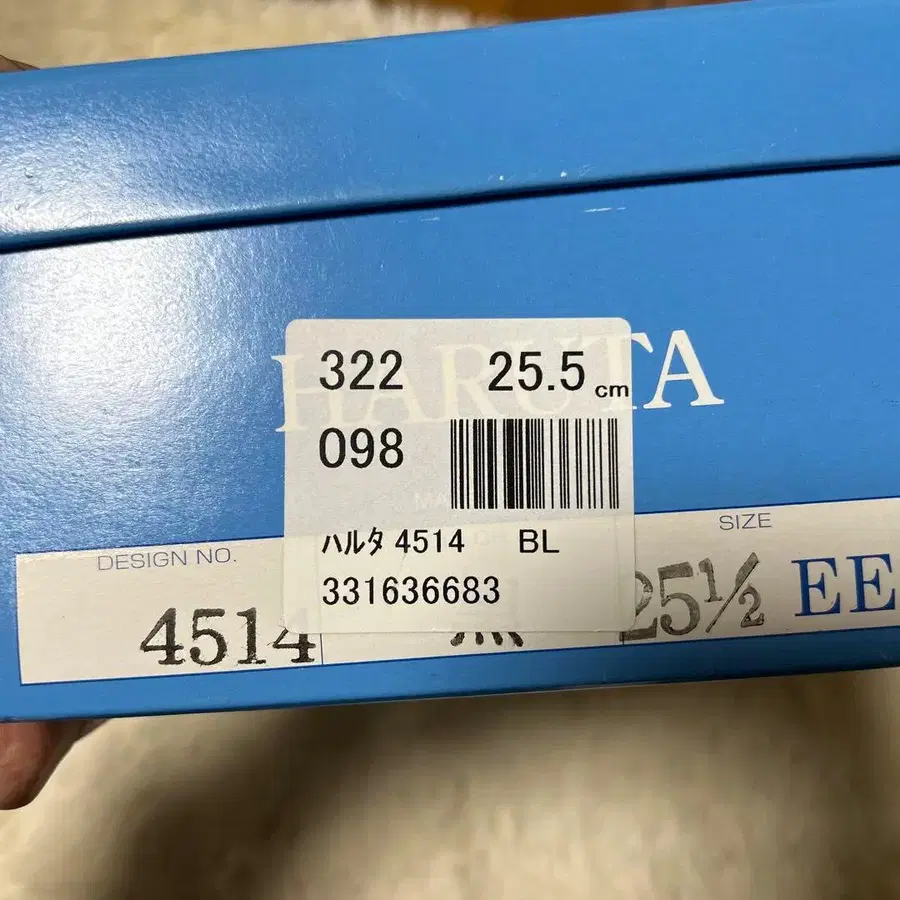 HARUTA
322 25.5 cm
098
MA
ﾊﾙﾀ 4514 BL
331636683
DESIGN NO.
4514
SIZE
25½ EE